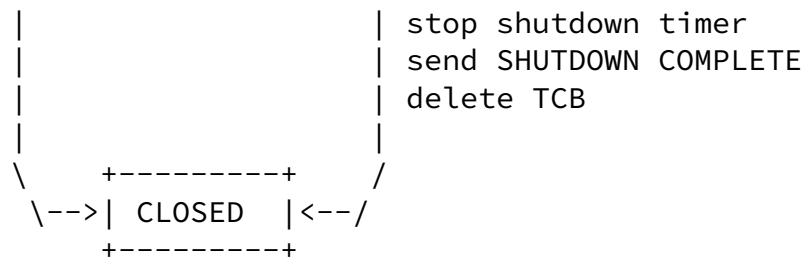 |                   | stop shutdown timer
|                   | send SHUTDOWN COMPLETE
|                   | delete TCB
|                   |
\    +---------+    /
 \-->| CLOSED  |<--/
     +---------+